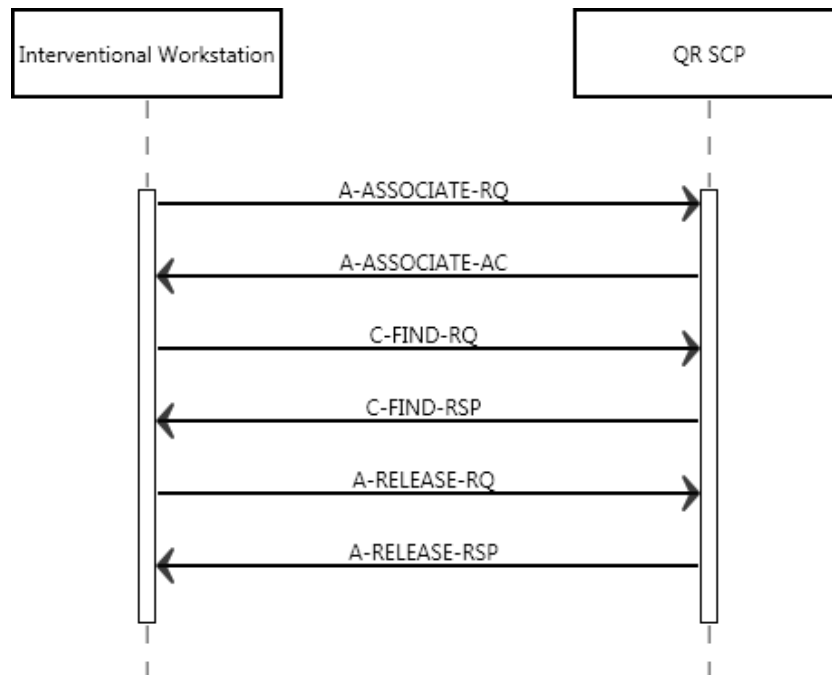 Interventional Workstation
QR SCP
A-ASSOCIATE-RQ
A-ASSOCIATE-AC
C-FIND-RQ
C-FIND-RSP
A-RELEASE-RQ
A-RELEASE-RSP